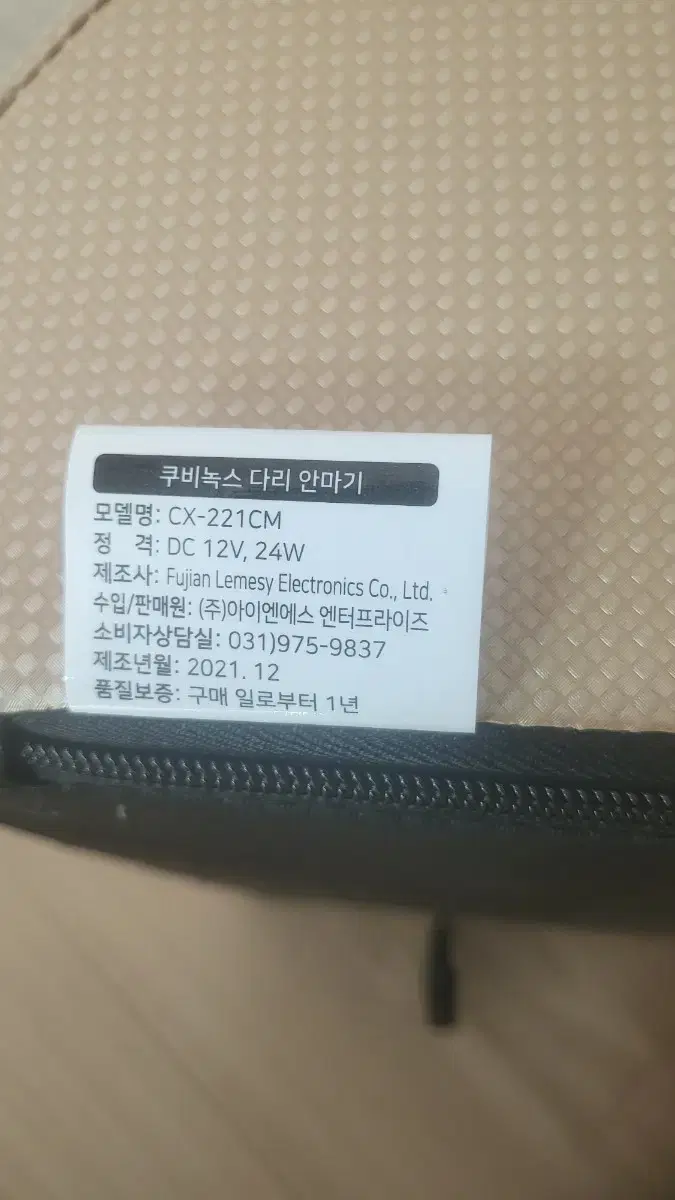 쿠비녹스 다리 안마기
모델명: CX-221CM
정 격: DC 12V, 24W
제조사: Fujian Lemesy Electronics Co., Ltd.
수입/판매원: (주)아이엔에스 엔터프라이즈
소비자상담실: 031)975-9837
제조년월: 2021. 12
품질보증: 구매 일로부터 1년